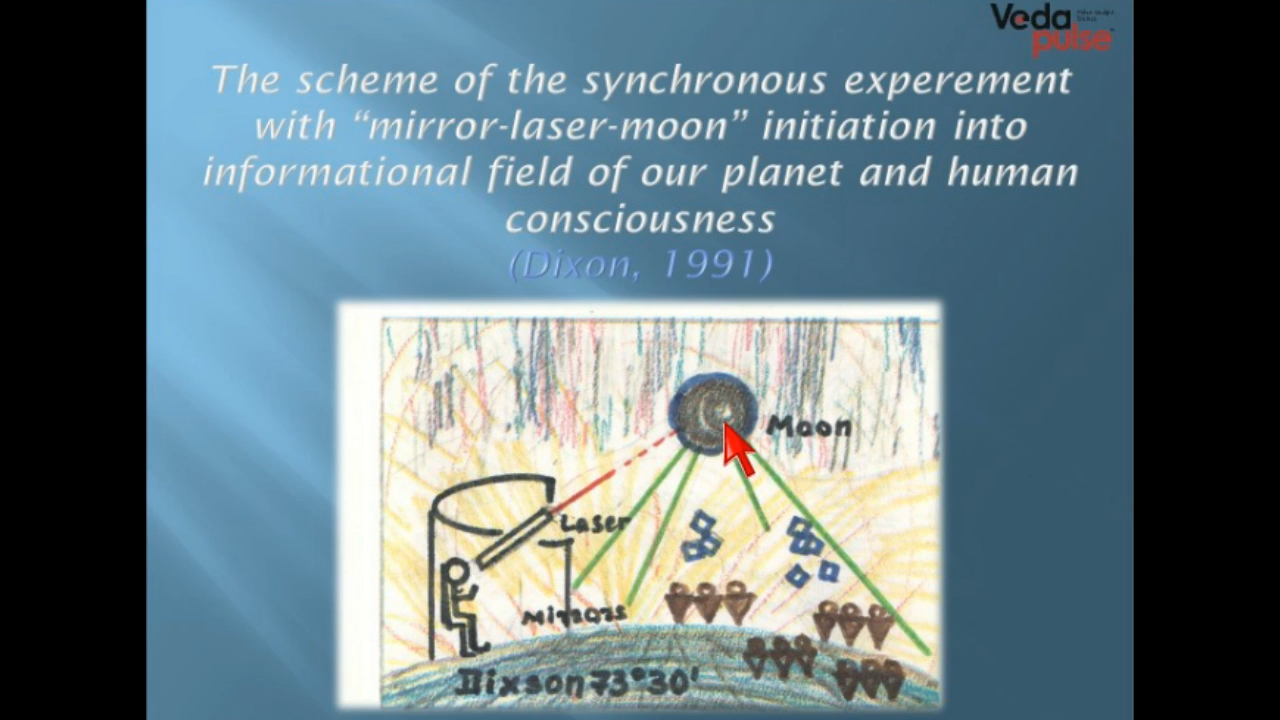 Veda
pulse
The scheme of the synchronous experement
with “mirror-laser-moon” initiation into
informational field of our planet and human
consciousness
(Dixon, 1991)
Moon
Laser
Mirrors
Dixson 73°30'